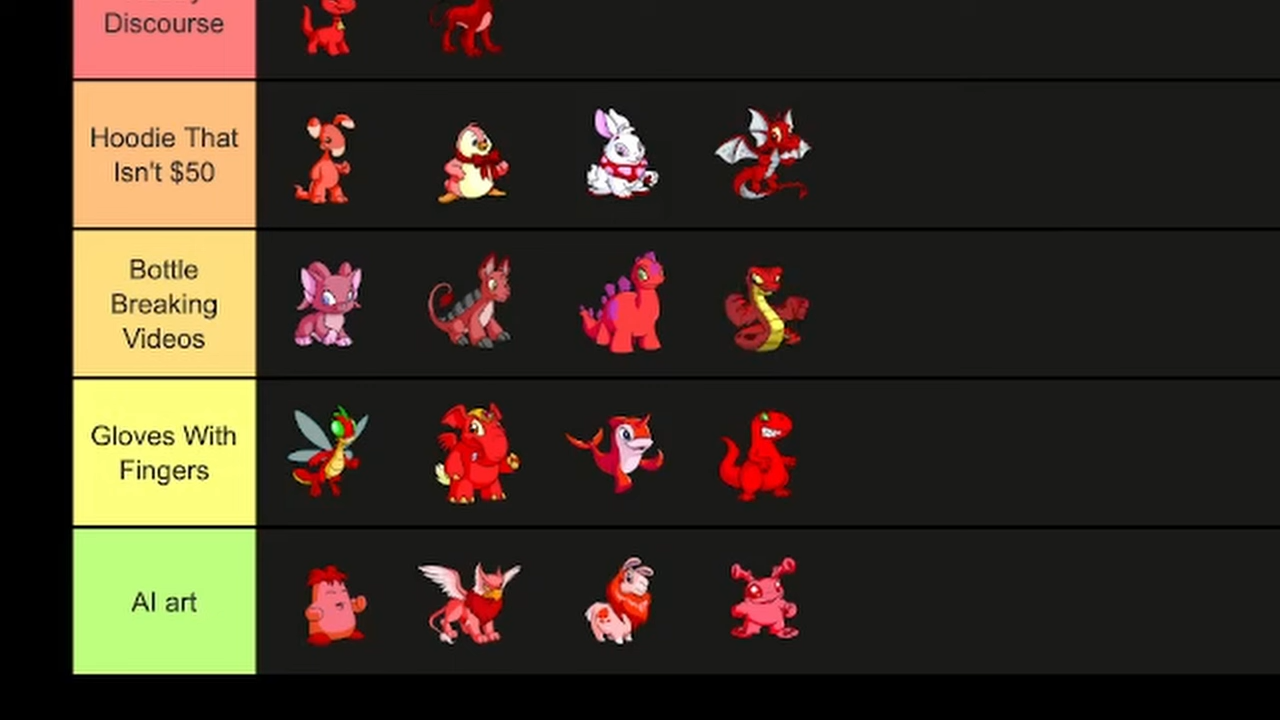 Discourse
Hoodie That
Isn't $50
Bottle
Breaking
Videos
Gloves With
Fingers
AI art